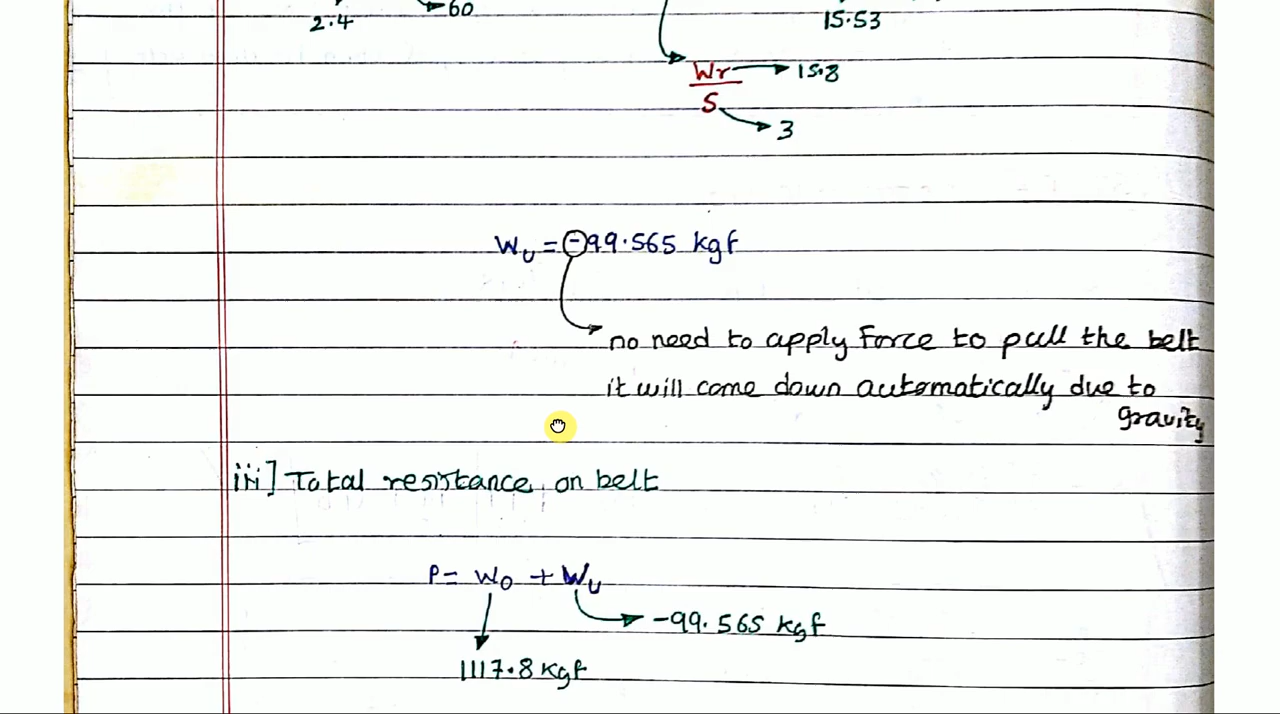 2.4
60
15.53
Wr
15.8
S
3
Wu = -99.565 kgf
no need to apply Force to pull the belt
it will come down automatically due to
gravity
iii] Total resistance on belt
P = Wo + Wu
-99.565 kgf
1117.8 kgf